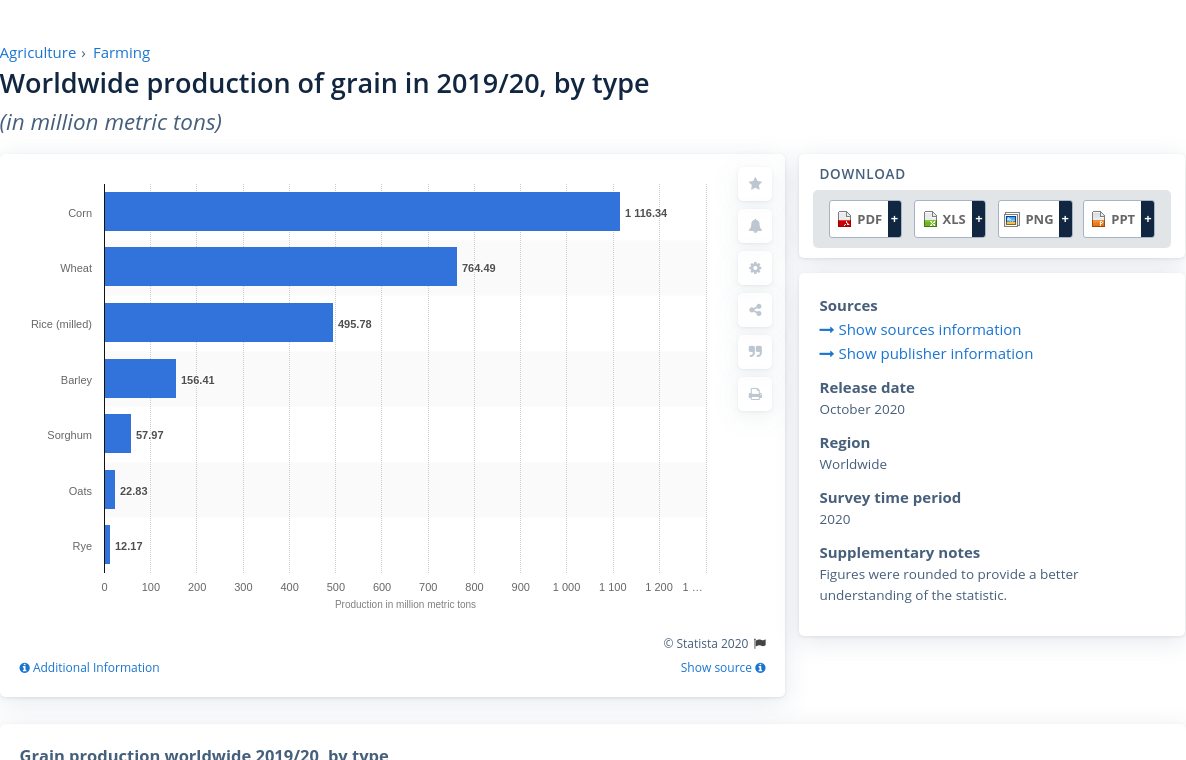 Agriculture › Farming
Worldwide production of grain in 2019/20, by type
(in million metric tons)
Corn
1 116.34
Wheat
764.49
Rice (milled)
495.78
Barley
156.41
Sorghum
57.97
Oats
22.83
Rye
12.17
0 100 200 300 400 500 600 700 800 900 1 000 1 100 1 200 1 …
Production in million metric tons
© Statista 2020
Additional Information
Show source
DOWNLOAD
PDF + XLS + PNG + PPT +
Sources
Show sources information
Show publisher information
Release date
October 2020
Region
Worldwide
Survey time period
2020
Supplementary notes
Figures were rounded to provide a better
understanding of the statistic.
Grain production worldwide 2019/20, by type